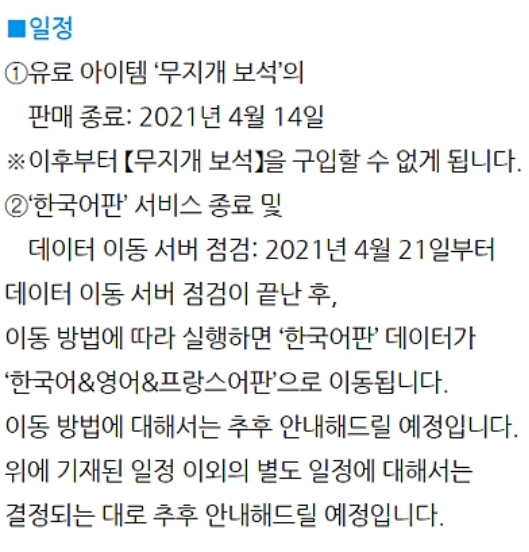 ■일정
①유료 아이템 ‘무지개 보석’의
판매 종료: 2021년 4월 14일
※이후부터 【무지개 보석】을 구입할 수 없게 됩니다.
②‘한국어판’ 서비스 종료 및
데이터 이동 서버 점검: 2021년 4월 21일부터
데이터 이동 서버 점검이 끝난 후,
이동 방법에 따라 실행하면 ‘한국어판’ 데이터가
‘한국어&영어&프랑스어판’으로 이동됩니다.
이동 방법에 대해서는 추후 안내해드릴 예정입니다.
위에 기재된 일정 이외의 별도 일정에 대해서는
결정되는 대로 추후 안내해드릴 예정입니다.